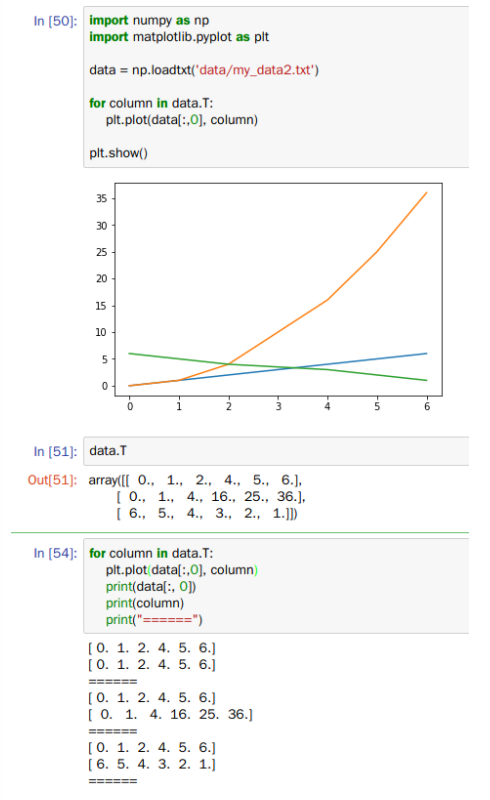 In [50]: import numpy as np
import matplotlib.pyplot as plt
data = np.loadtxt('data/my_data2.txt')
for column in data.T:
plt.plot(data[:,0], column)
plt.show()
35
30
25
20
15
10
5
0
0 1 2 3 4 5 6
In [51]: data.T
Out[51]: array([[ 0., 1., 2., 4., 5., 6.],
[ 0., 1., 4., 16., 25., 36.],
[ 6., 5., 4., 3., 2., 1.]])
In [54]: for column in data.T:
plt.plot(data[:,0], column)
print(data[:, 0])
print(column)
print("======")
[ 0. 1. 2. 4. 5. 6.]
[ 0. 1. 2. 4. 5. 6.]
======
[ 0. 1. 2. 4. 5. 6.]
[ 0. 1. 4. 16. 25. 36.]
======
[ 0. 1. 2. 4. 5. 6.]
[ 6. 5. 4. 3. 2. 1.]
======